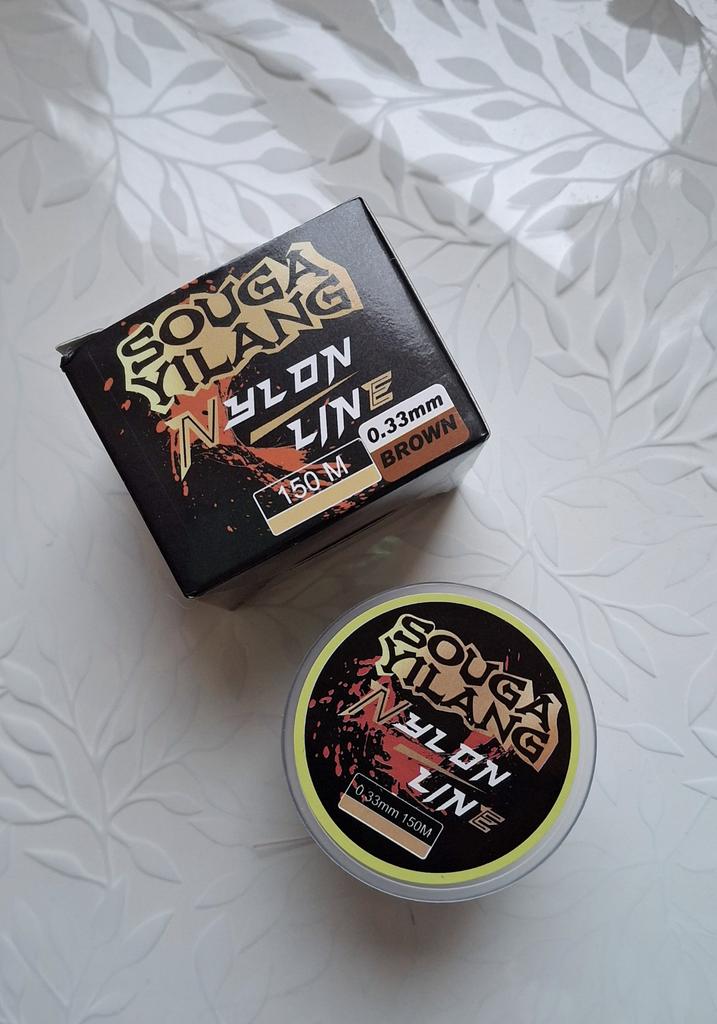 SOUGA
YILANG
NYLON
LINE
0.33mm
BROWN
150 M
SOUGA
YILANG
NYLON
LINE
0.33mm 150M